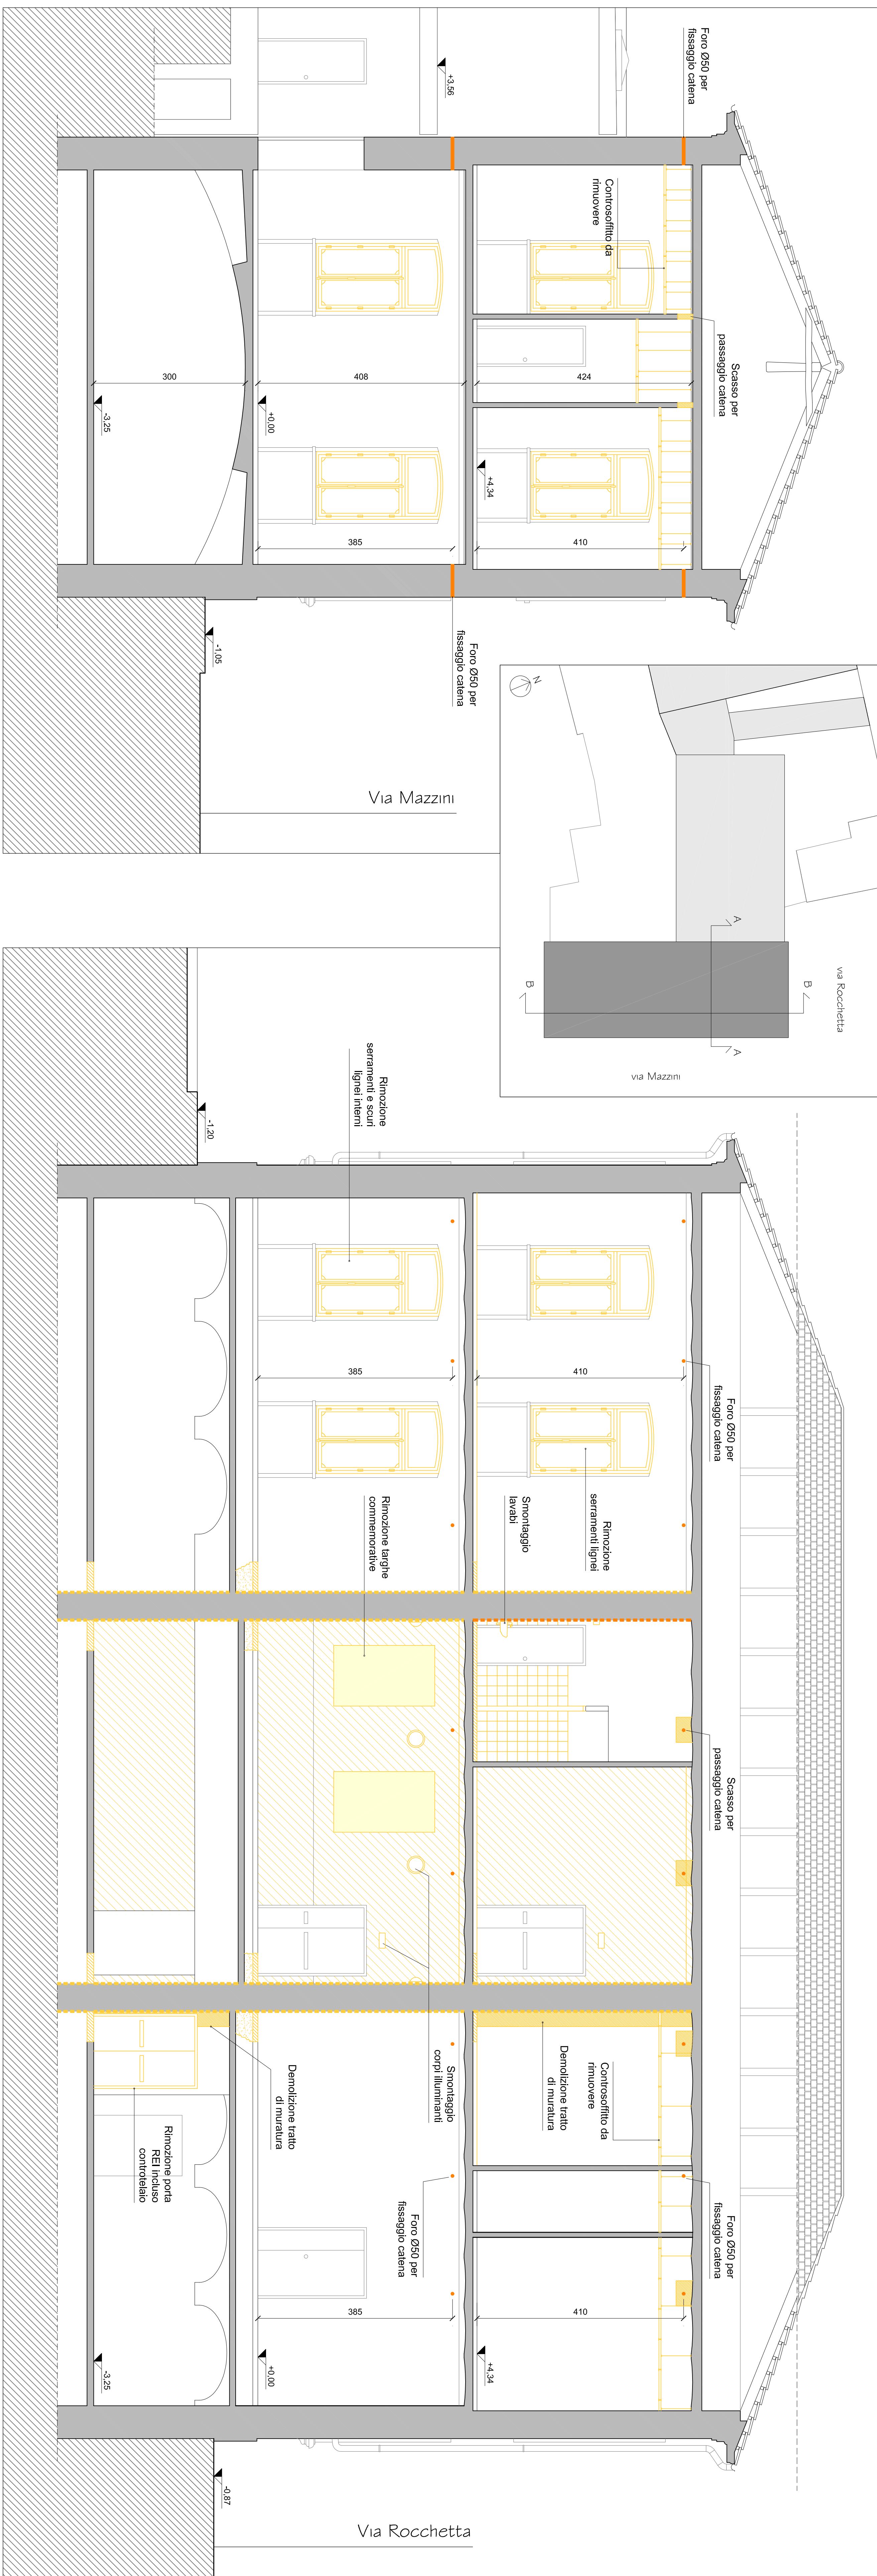 Foro Ø50 per
fissaggio catena
+3,56
Controsoffitto da
rimuovere
Scasso per
passaggio catena
300
408
424
-3,25
+0,00
+4,34
385
410
Foro Ø50 per
fissaggio catena
-1,05
Via Mazzini
N
A
A
B
B
via Rocchetta
via Mazzini
Rimozione
serramenti e scuri
lignei interni
-1,20
385
410
Foro Ø50 per
fissaggio catena
Rimozione targhe
commemorative
Smontaggio
lavabi
Rimozione
serramenti lignei
Scasso per
passaggio catena
Smontaggio
corpi illuminanti
Demolizione tratto
di muratura
Demolizione tratto
di muratura
Controsoffitto da
rimuovere
Rimozione porta
REI incluso
controtelaio
Foro Ø50 per
fissaggio catena
Foro Ø50 per
fissaggio catena
385
410
-3,25
+0,00
+4,34
-0,87
Via Rocchetta